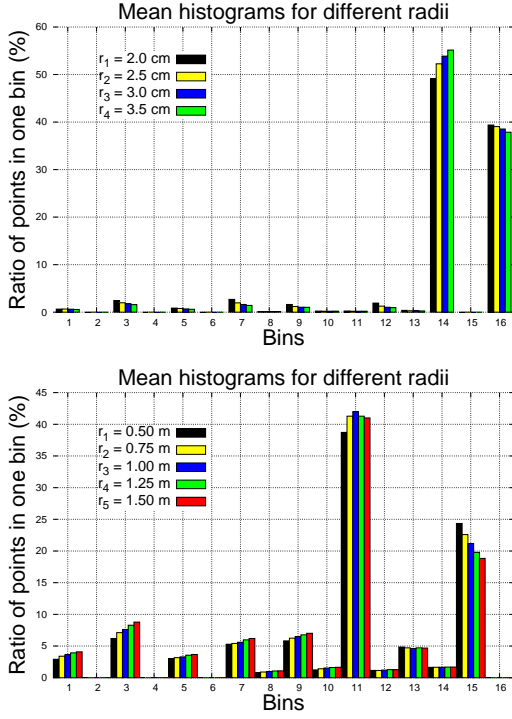 Mean histograms for different radii
Ratio of points in one bin (%)
60
50
40
30
20
10
0
r1 = 2.0 cm
r2 = 2.5 cm
r3 = 3.0 cm
r4 = 3.5 cm
1 2 3 4 5 6 7 8 9 10 11 12 13 14 15 16
Bins
Mean histograms for different radii
Ratio of points in one bin (%)
45
40
35
30
25
20
15
10
5
0
r1 = 0.50 m
r2 = 0.75 m
r3 = 1.00 m
r4 = 1.25 m
r5 = 1.50 m
1 2 3 4 5 6 7 8 9 10 11 12 13 14 15 16
Bins